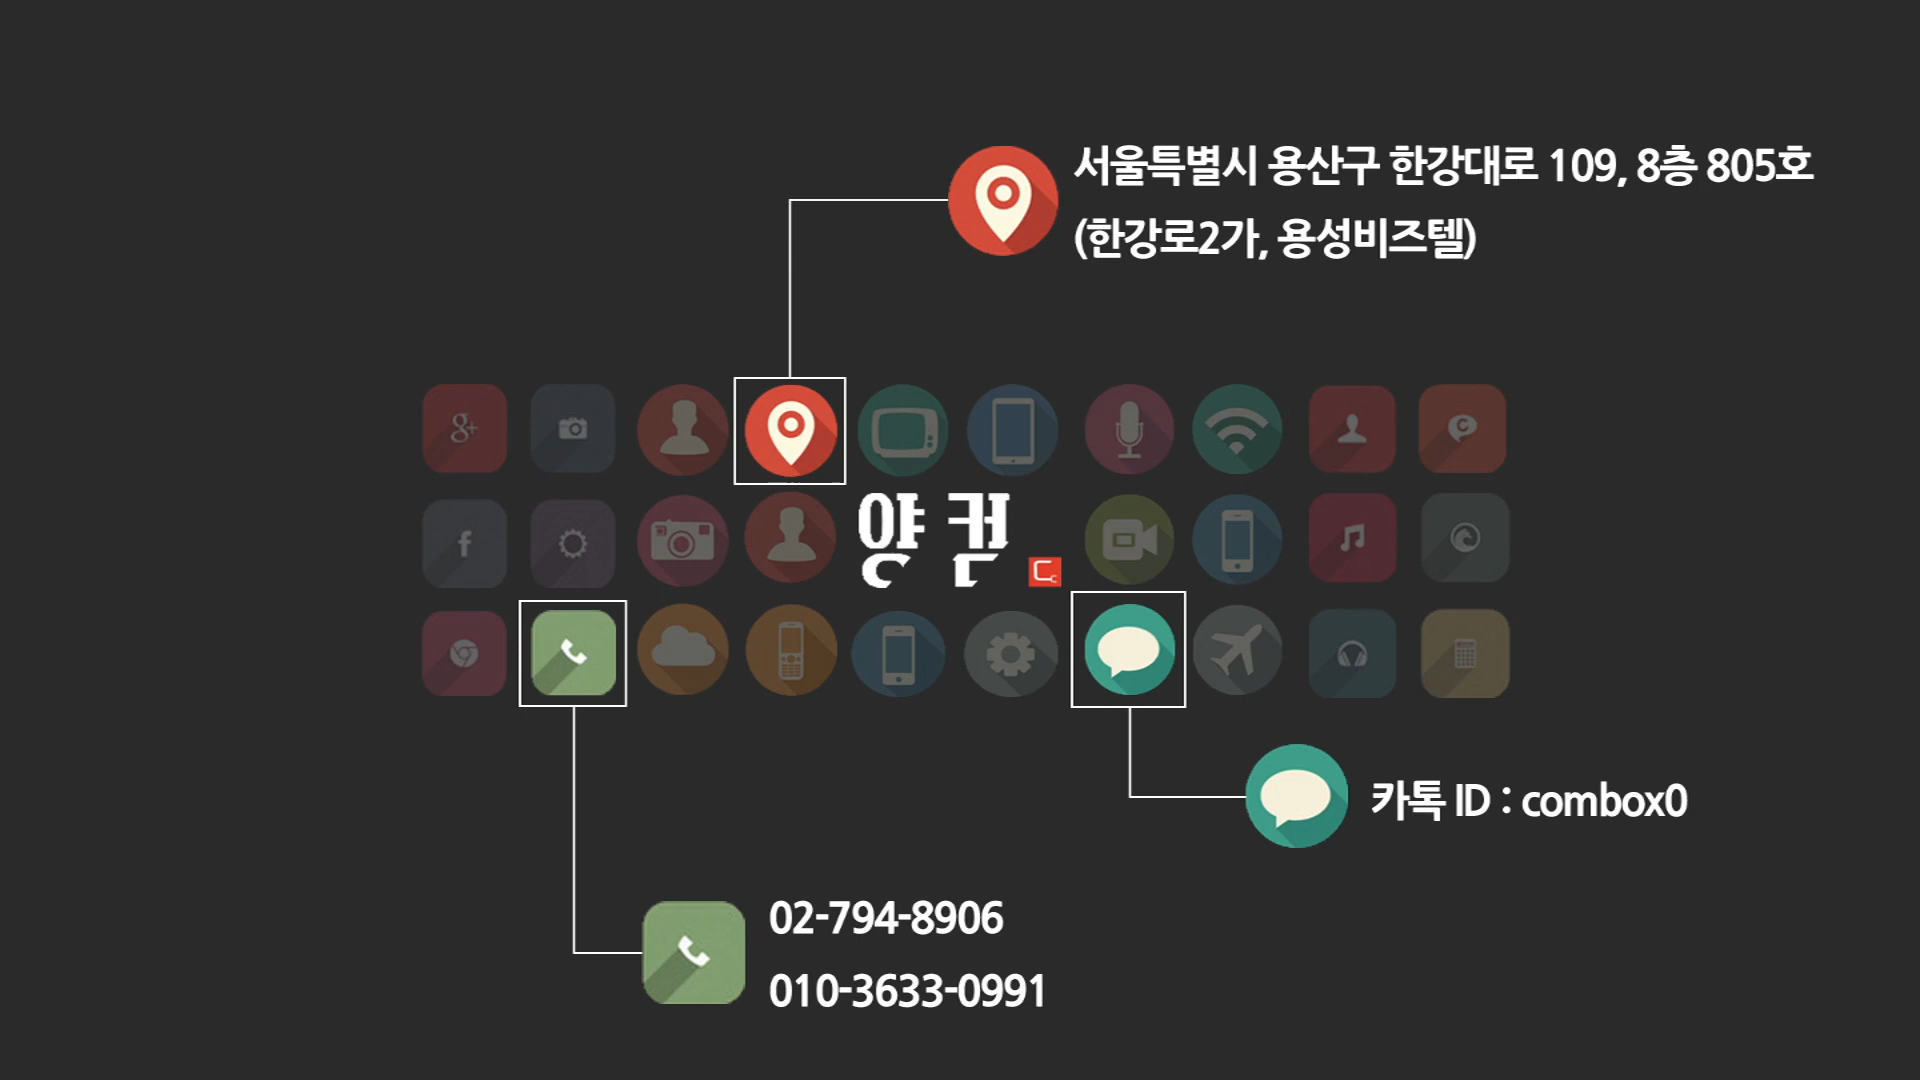 서울특별시 용산구 한강대로 109, 8층 805호
(한강로2가, 용성비즈텔)
양컴
카톡 ID : combox0
02-794-8906
010-3633-0991